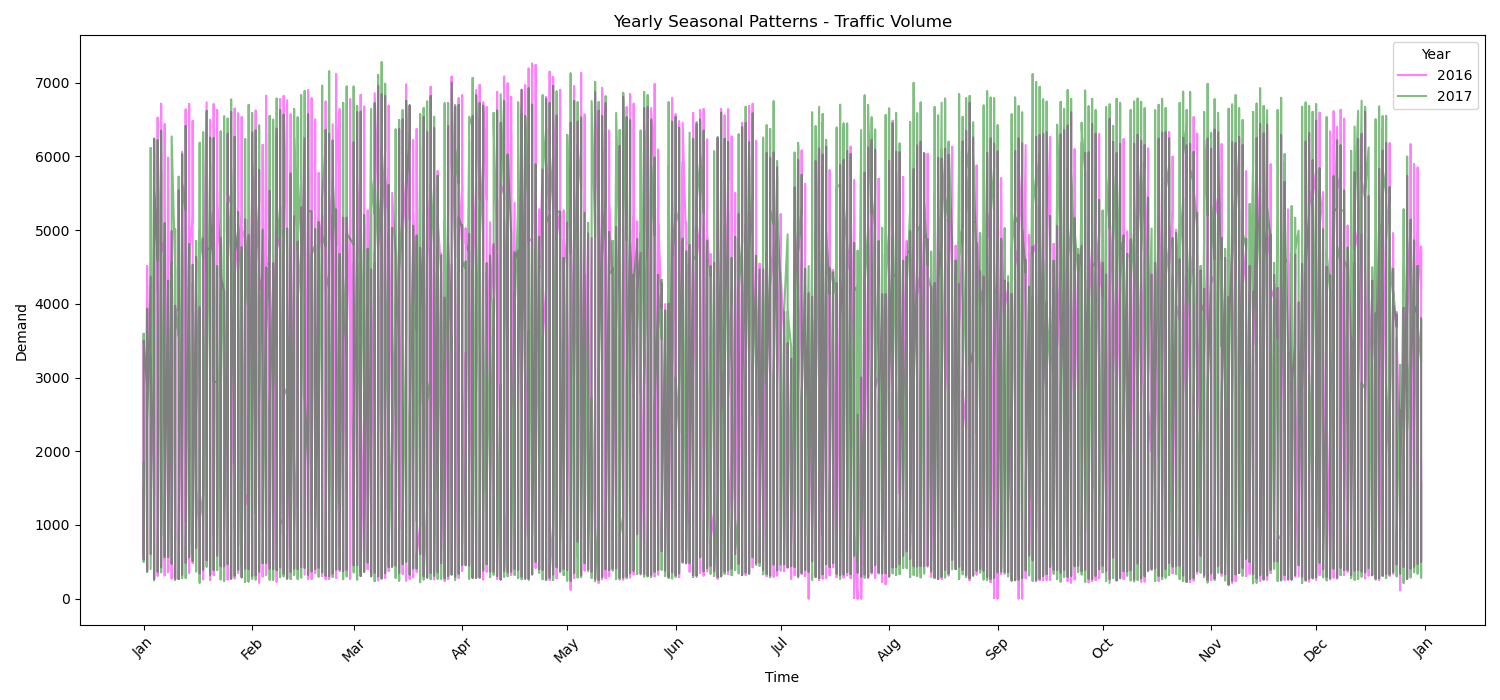 Yearly Seasonal Patterns - Traffic Volume
Year
2016
2017
Demand
7000
6000
5000
4000
3000
2000
1000
0
Jan
Feb
Mar
Apr
May
Jun
Jul
Aug
Sep
Oct
Nov
Dec
Jan
Time